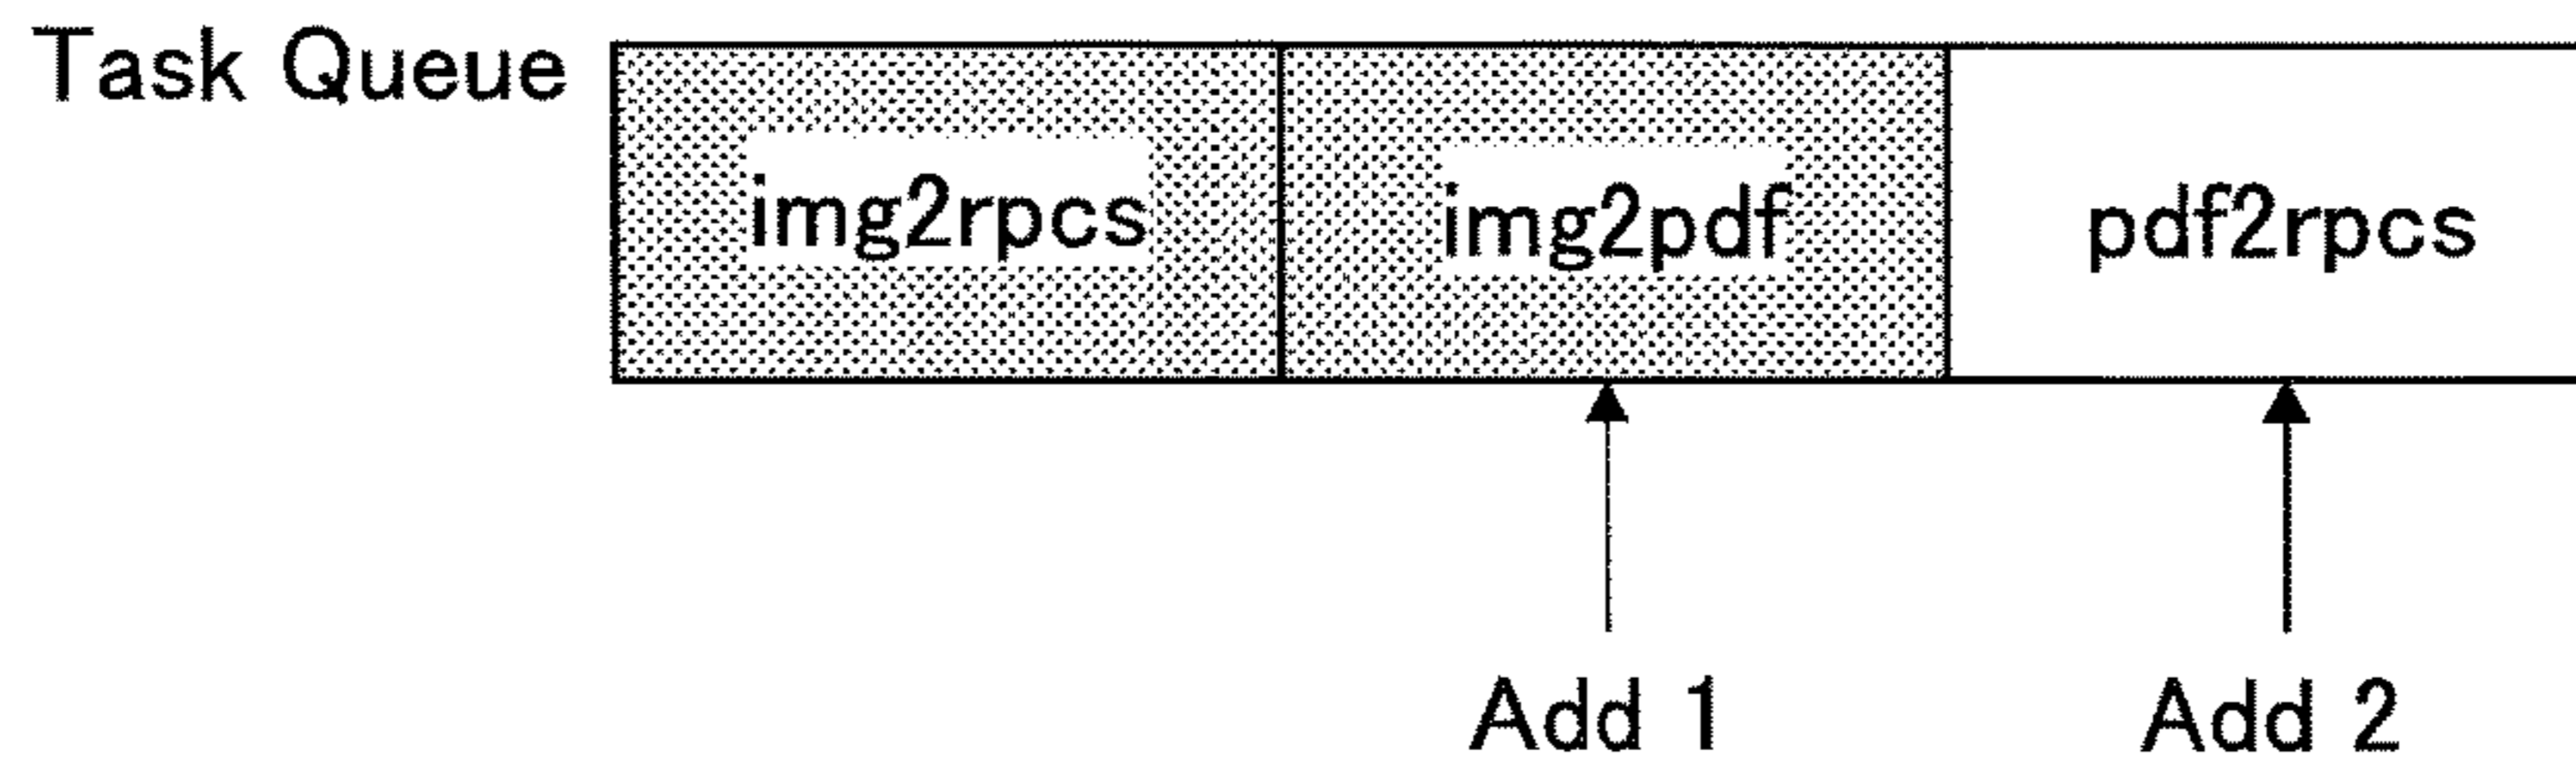 Task Queue
img2rpcs
img2pdf
pdf2rpcs
Add 1
Add 2